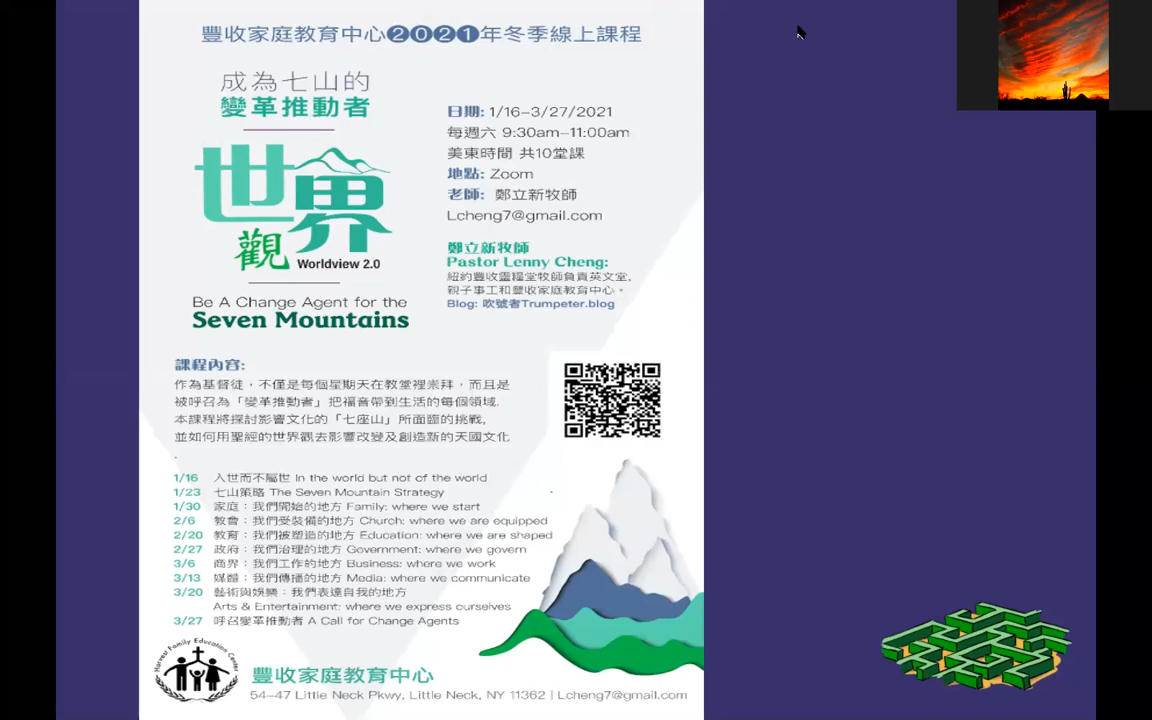 豐收家庭教育中心2021年冬季線上課程
成為七山的
變革推動者
世界
觀 Worldview 2.0
Be A Change Agent for the
Seven Mountains
日期: 1/16-3/27/2021
每週六 9:30am-11:00am
美東時間 共10堂課
地點: Zoom
老師: 鄭立新牧師
Lcheng7@gmail.com
鄭立新牧師
Pastor Lenny Cheng:
紐約豐收靈糧堂牧師負責英文堂,
親子事工和豐收家庭教育中心。
Blog: 吹號者Trumpeter.blog
課程內容:
作為基督徒，不僅是每個星期天在教堂裡崇拜，而且是
被呼召為「變革推動者」把福音帶到生活的每個領域.
本課程將探討影響文化的「七座山」所面臨的挑戰,
並如何用聖經的世界觀去影響改變及創造新的天國文化
.
1/16 入世而不屬世 In the world but not of the world
1/23 七山策略 The Seven Mountain Strategy
1/30 家庭：我們開始的地方 Family: where we start
2/6 教會：我們受裝備的地方 Church: where we are equipped
2/20 教育：我們被塑造的地方 Education: where we are shaped
2/27 政府：我們治理的地方 Government: where we govern
3/6 商界：我們工作的地方 Business: where we work
3/13 媒體：我們傳播的地方 Media: where we communicate
3/20 藝術與娛樂：我們表達自我的地方
Arts & Entertainment: where we express ourselves
3/27 呼召變革推動者 A Call for Change Agents
Harvest Family Education Center
豐收家庭教育中心
54-47 Little Neck Pkwy, Little Neck, NY 11362 | Lcheng7@gmail.com